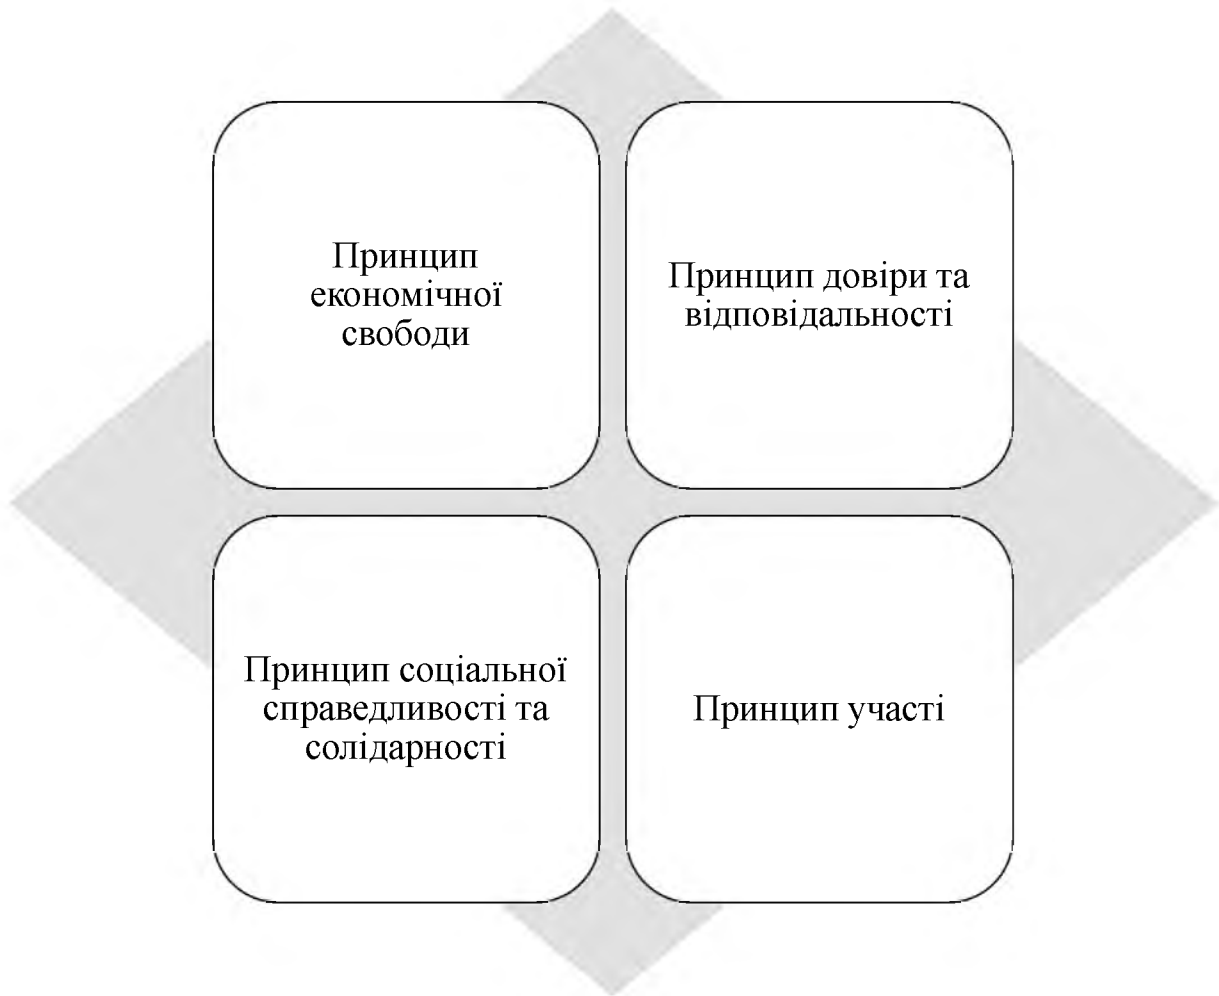 Принцип
економічної
свободи
Принцип довіри та
відповідальності
Принцип соціальної
справедливості та
солідарності
Принцип участі